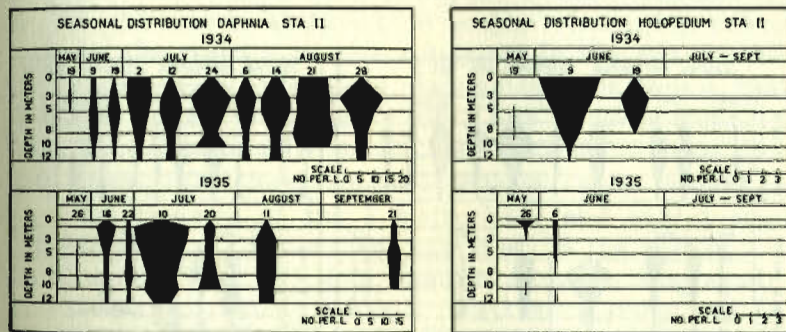 SEASONAL DISTRIBUTION DAPHNIA STA II
1934
MAY JUNE JULY AUGUST
19 9 19 2 12 24 6 14 21 28
DEPTH IN METERS
0
3
5
8
10
12
SCALE
NO. PER L. 0 5 10 15 20
1935
MAY JUNE JULY AUGUST SEPTEMBER
26 16 22 10 20 11 21
DEPTH IN METERS
0
3
5
8
10
12
SCALE
NO. PER L. 0 5 10 15
SEASONAL DISTRIBUTION HOLOPEDIUM STA II
1934
MAY JUNE JULY - SEPT
19 9 19
DEPTH IN METERS
0
3
5
8
10
12
SCALE
NO. PER L. 0 1 2 3
1935
MAY JUNE JULY - SEPT
26 6
DEPTH IN METERS
0
3
5
8
10
12
SCALE
NO. PER L. 0 1 2 3